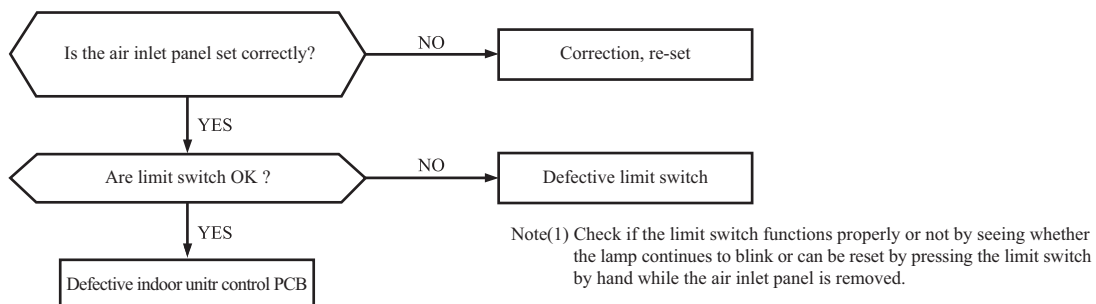 Is the air inlet panel set correctly?
NO
Correction, re-set
YES
Are limit switch OK ?
NO
Defective limit switch
YES
Defective indoor unitr control PCB
Note(1) Check if the limit switch functions properly or not by seeing whether
the lamp continues to blink or can be reset by pressing the limit switch
by hand while the air inlet panel is removed.